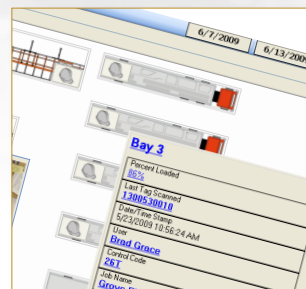 6/7/2009
6/13/2009
Bay 3
Percent Loaded
86%
Last Tag Scanned
1300530010
Date/Time Stamp
5/23/2009 10:56:24 AM
User
Brad Grace
Control Code
26T
Job Name